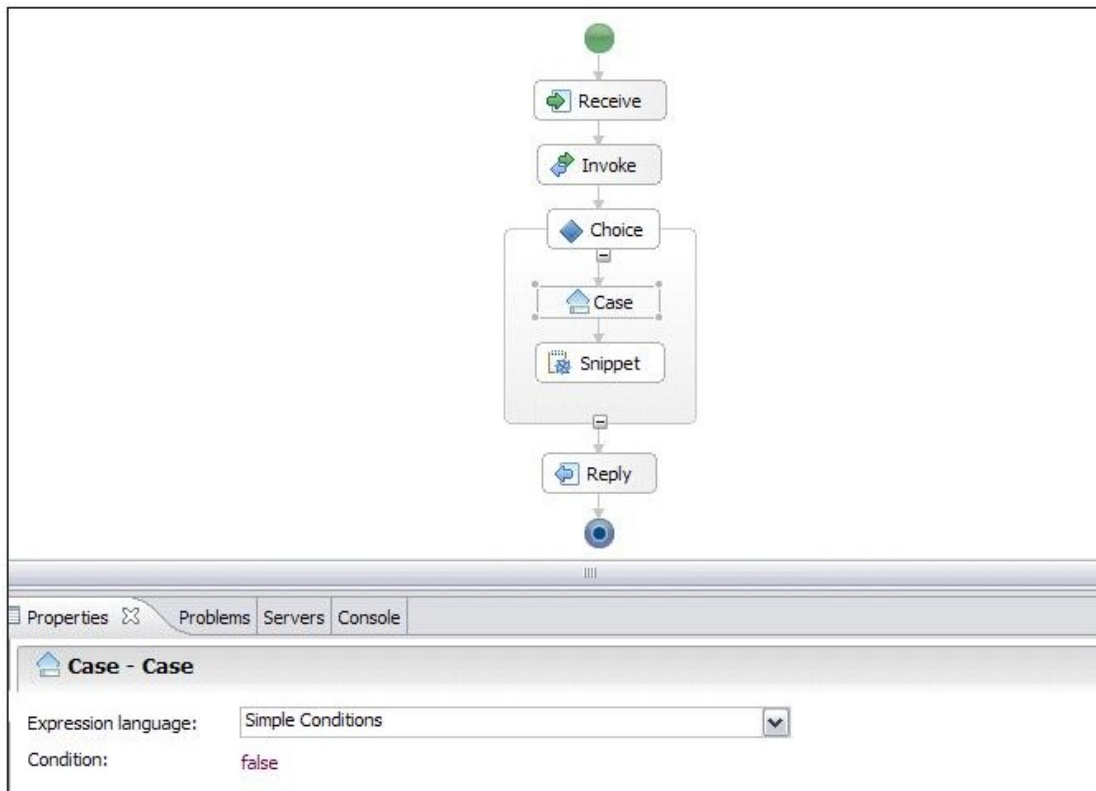 Receive
Invoke
Choice
Case
Snippet
Reply
Properties Problems Servers Console
Case - Case
Expression language: Simple Conditions
Condition: false